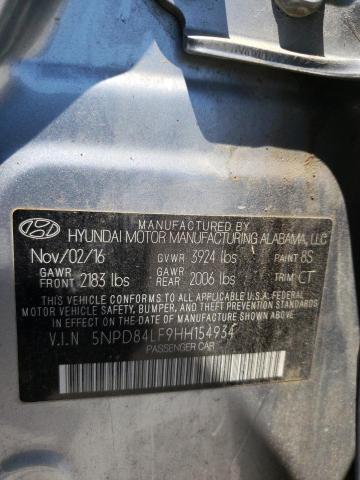 MANUFACTURED BY
HYUNDAI MOTOR MANUFACTURING ALABAMA, LLC
Nov/02/16 GVWR 3924 lbs PAINT 8S
GAWR FRONT 2183 lbs GAWR REAR 2006 lbs TRIM CT
THIS VEHICLE CONFORMS TO ALL APPLICABLE U.S.A FEDERAL
MOTOR VEHICLE SAFETY, BUMPER, AND THEFT PREVENTION STANDARDS
IN EFFECT ON THE DATE OF MANUFACTURE SHOWN ABOVE.
V.I.N 5NPD84LF9HH154934
PASSENGER CAR